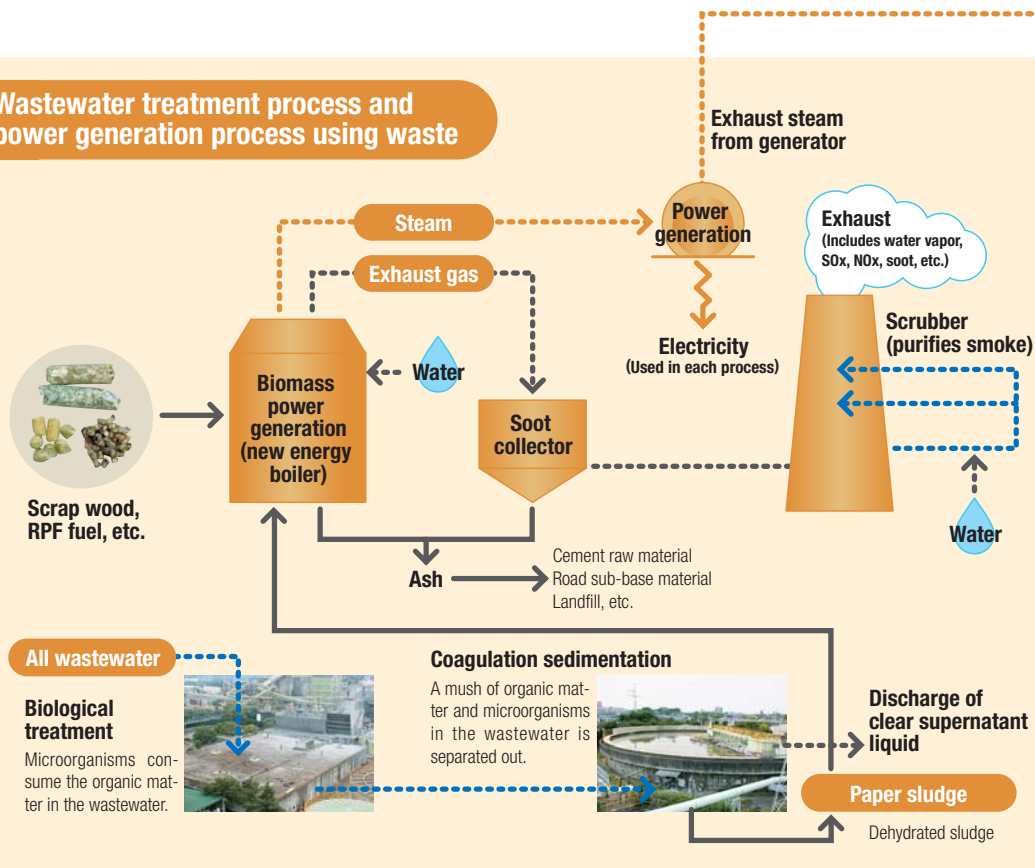 Wastewater treatment process and
power generation process using waste
Exhaust steam
from generator
Steam
Power
generation
Exhaust
(Includes water vapor,
SOx, NOx, soot, etc.)
Exhaust gas
Scrubber
(purifies smoke)
Electricity
(Used in each process)
Water
Biomass
power
generation
(new energy
boiler)
Soot
collector
Scrap wood,
RPF fuel, etc.
Water
Ash
Cement raw material
Road sub-base material
Landfill, etc.
All wastewater
Biological
treatment
Microorganisms con-
sume the organic mat-
ter in the wastewater.
Coagulation sedimentation
A mush of organic mat-
ter and microorganisms
in the wastewater is
separated out.
Discharge of
clear supernatant
liquid
Paper sludge
Dehydrated sludge